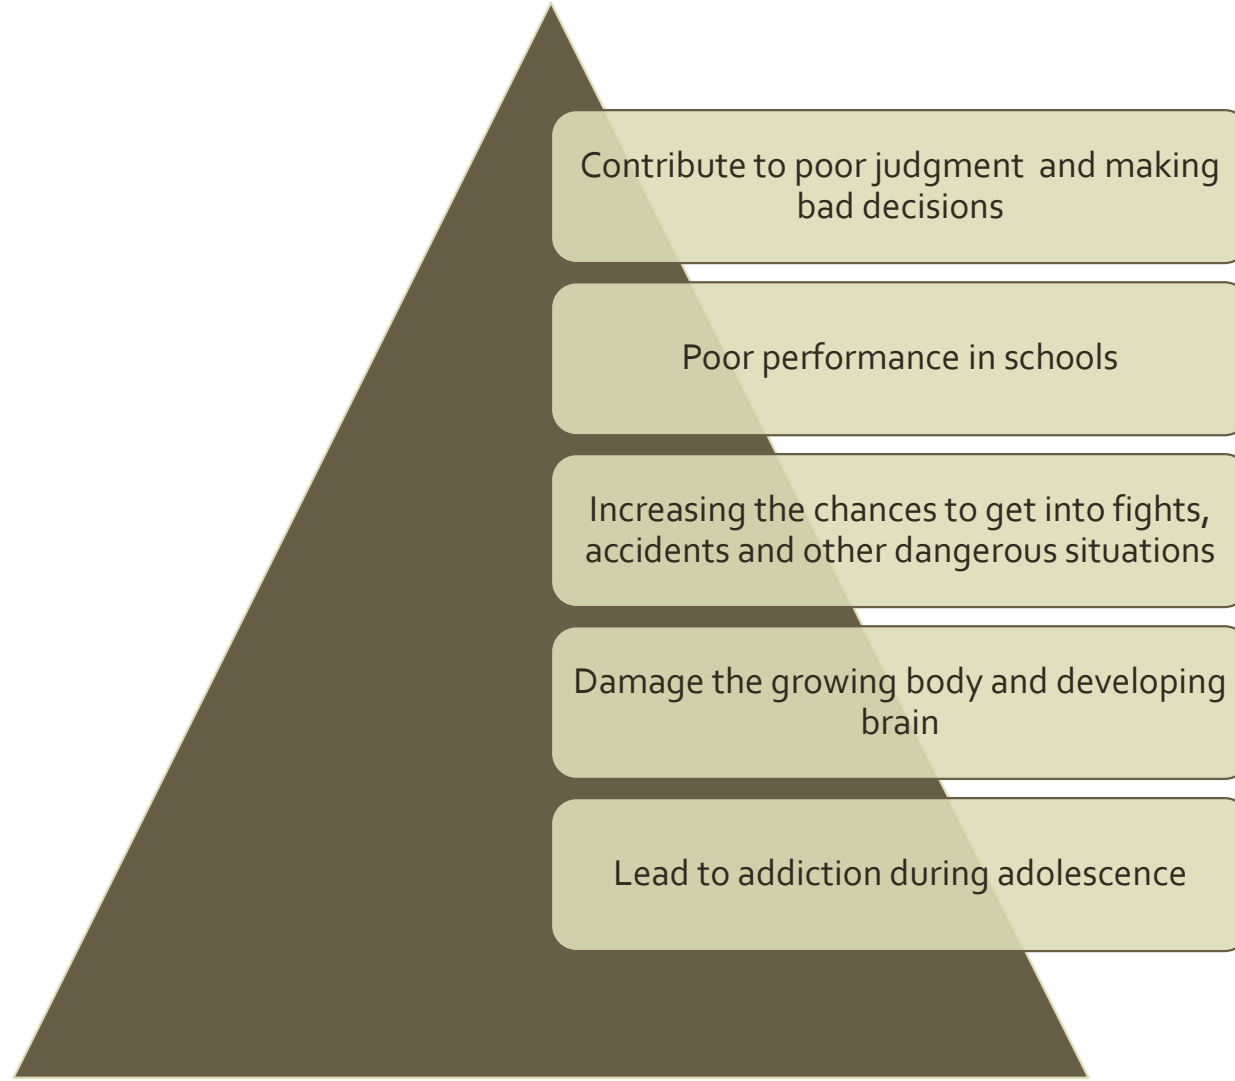 Contribute to poor judgment  and making
bad decisions
Poor performance in schools
Increasing the chances to get into fights,
accidents and other dangerous situations
Damage the growing body and developing
brain
Lead to addiction during adolescence